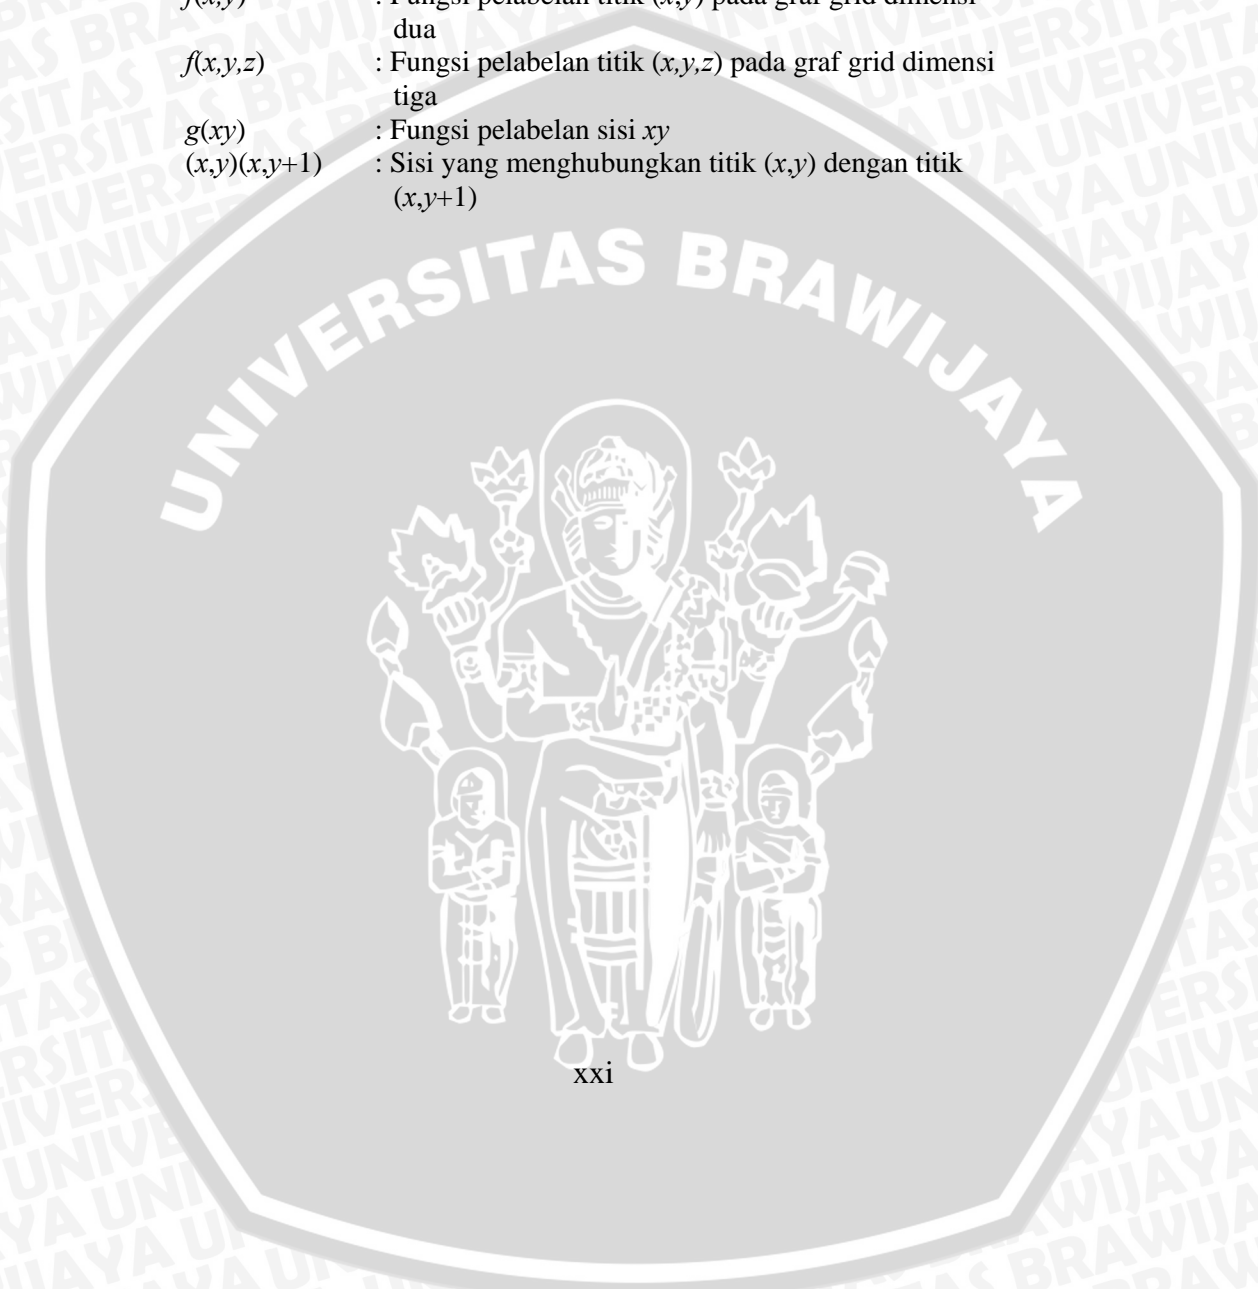 f(x,y) : Fungsi pelabelan titik (x,y) pada graf grid dimensi
dua
f(x,y,z) : Fungsi pelabelan titik (x,y,z) pada graf grid dimensi
tiga
g(xy) : Fungsi pelabelan sisi xy
(x,y)(x,y+1) : Sisi yang menghubungkan titik (x,y) dengan titik
(x,y+1)
UNIVERSITAS BRAWIJAYA
xxi